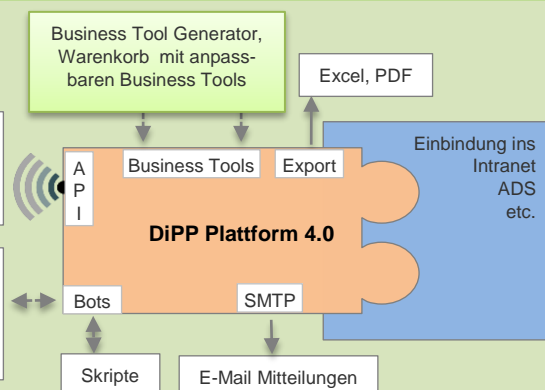 Business Tool Generator,
Warenkorb mit anpass-
baren Business Tools
Excel, PDF
Einbindung ins
Intranet
ADS
etc.
A
P
I
Business Tools
Export
DiPP Plattform 4.0
Bots
SMTP
Skripte
E-Mail Mitteilungen